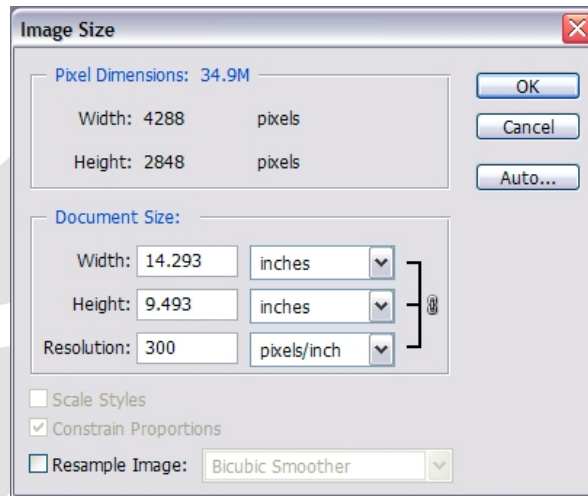 Image Size
Pixel Dimensions: 34.9M
OK
Width: 4288 pixels
Cancel
Height: 2848 pixels
Auto...
Document Size:
Width: 14.293 inches
Height: 9.493 inches
Resolution: 300 pixels/inch
Scale Styles
Constrain Proportions
Resample Image: Bicubic Smoother